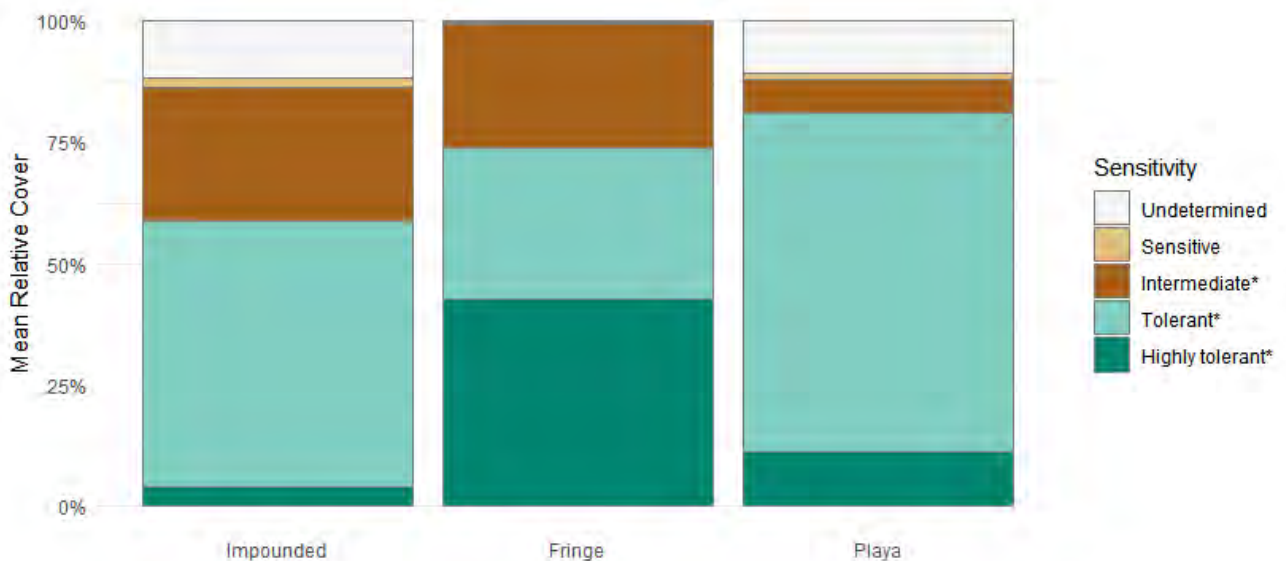 Mean Relative Cover
100%
75%
50%
25%
0%
Impounded
Fringe
Playa
Sensitivity
Undetermined
Sensitive
Intermediate*
Tolerant*
Highly tolerant*